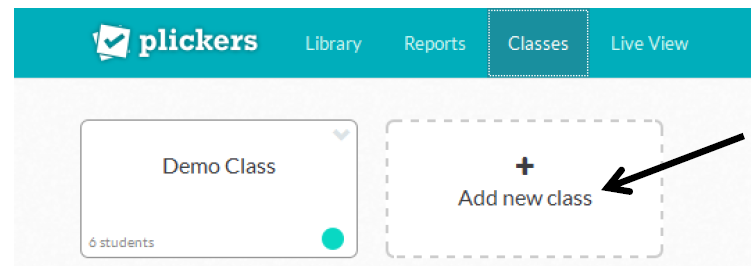 plickers Library Reports Classes Live View
Demo Class
6 students
+
Add new class